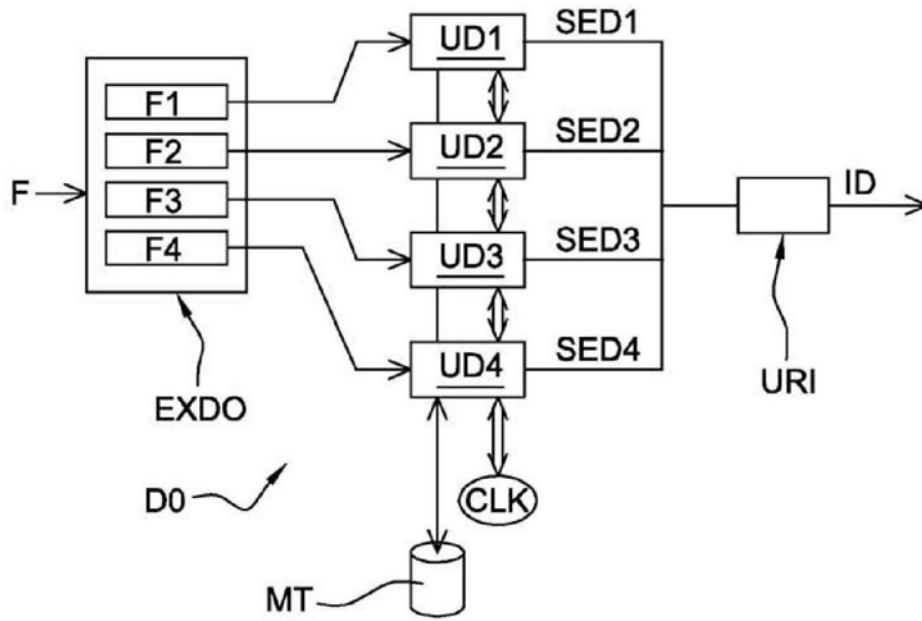 UD1
SED1
F1
F2
UD2
SED2
F
F3
ID
F4
UD3
SED3
UD4
SED4
URI
EXDO
D0
CLK
MT